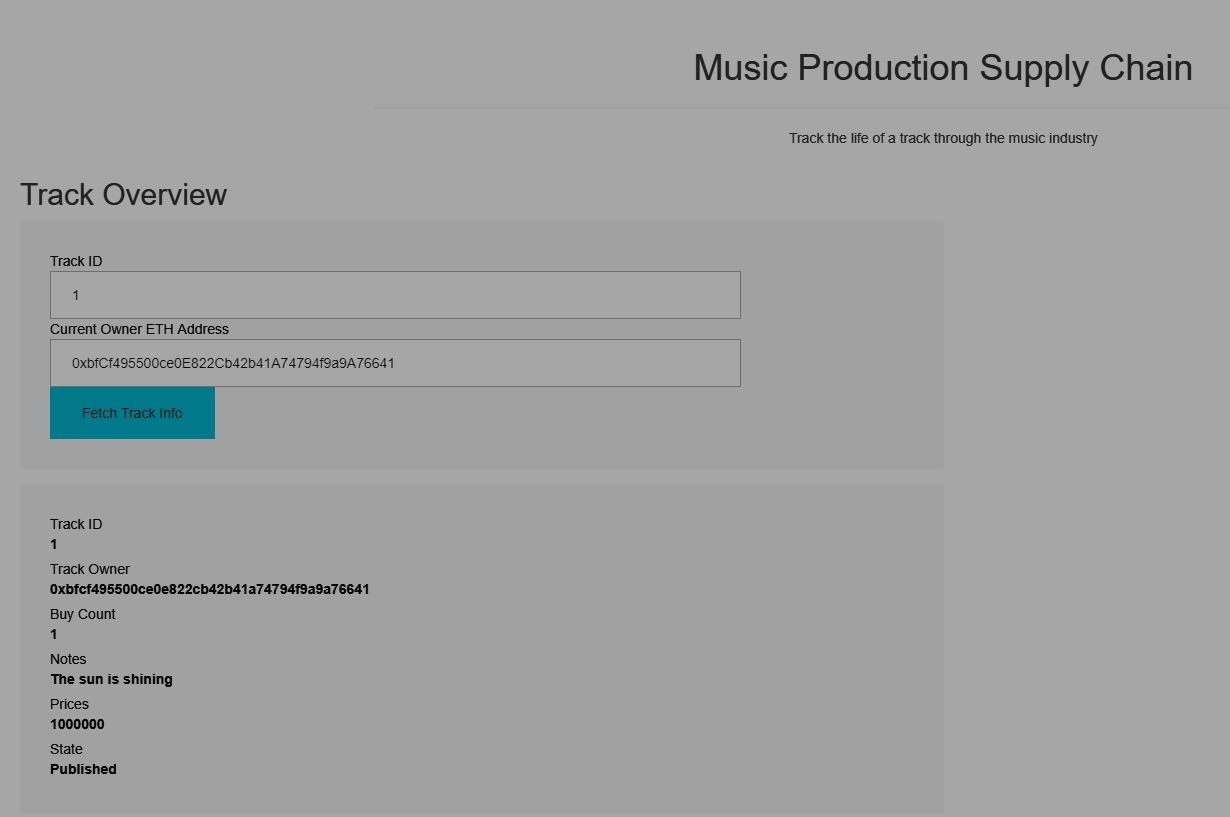 Music Production Supply Chain
Track the life of a track through the music industry
Track Overview
Track ID
1
Current Owner ETH Address
0xbfCf495500ce0E822Cb42b41A74794f9a9A76641
Fetch Track Info
Track ID
1
Track Owner
0xbfcf495500ce0e822cb42b41a74794f9a9a76641
Buy Count
1
Notes
The sun is shining
Prices
1000000
State
Published